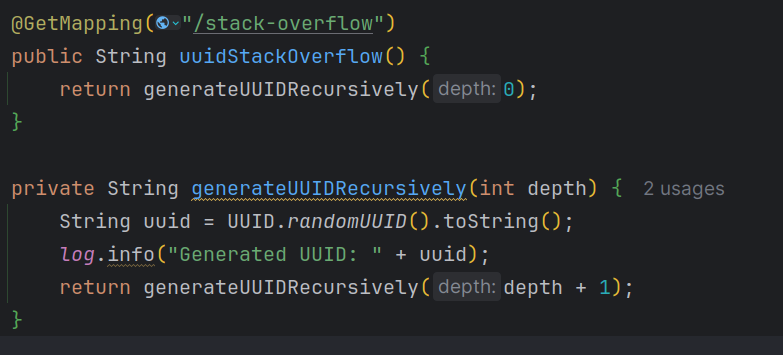 @GetMapping("/stack-overflow")
public String uuidStackOverflow() {
    return generateUUIDRecursively( depth: 0);
}

private String generateUUIDRecursively(int depth) {  2 usages
    String uuid = UUID.randomUUID().toString();
    log.info("Generated UUID: " + uuid);
    return generateUUIDRecursively( depth: depth + 1);
}